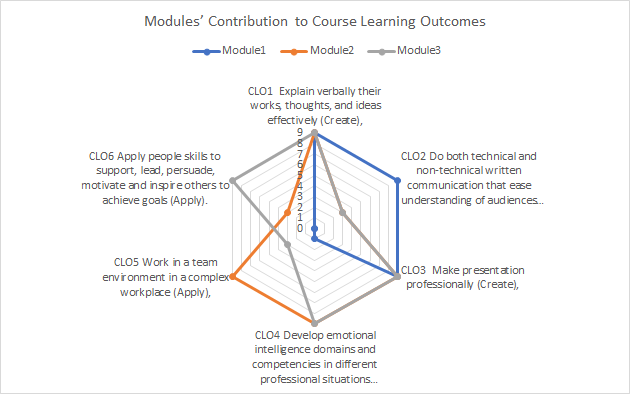 Modules’ Contribution to Course Learning Outcomes
Module1 Module2 Module3
CLO1 Explain verbally their
works, thoughts, and ideas
effectively (Create),
9
8
7
6
5
4
3
2
1
0
CLO2 Do both technical and
non-technical written
communication that ease
understanding of audiences...
CLO3 Make presentation
professionally (Create),
CLO4 Develop emotional
intelligence domains and
competencies in different
professional situations...
CLO5 Work in a team
environment in a complex
workplace (Apply),
CLO6 Apply people skills to
support, lead, persuade,
motivate and inspire others to
achieve goals (Apply).